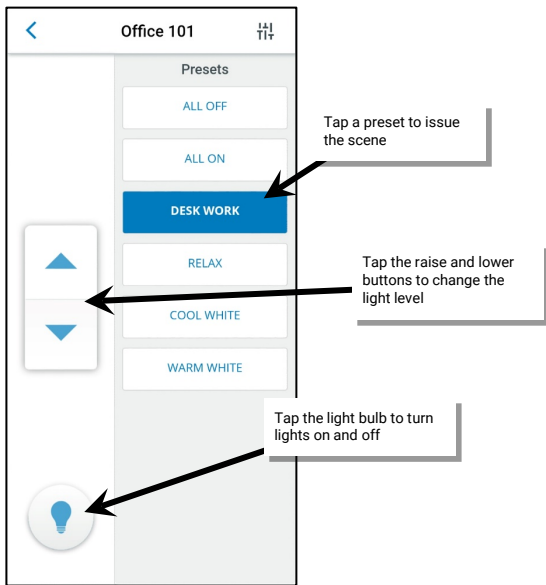 Office 101
Presets
ALL OFF
ALL ON
DESK WORK
RELAX
COOL WHITE
WARM WHITE
Tap a preset to issue
the scene
Tap the raise and lower
buttons to change the
light level
Tap the light bulb to turn
lights on and off